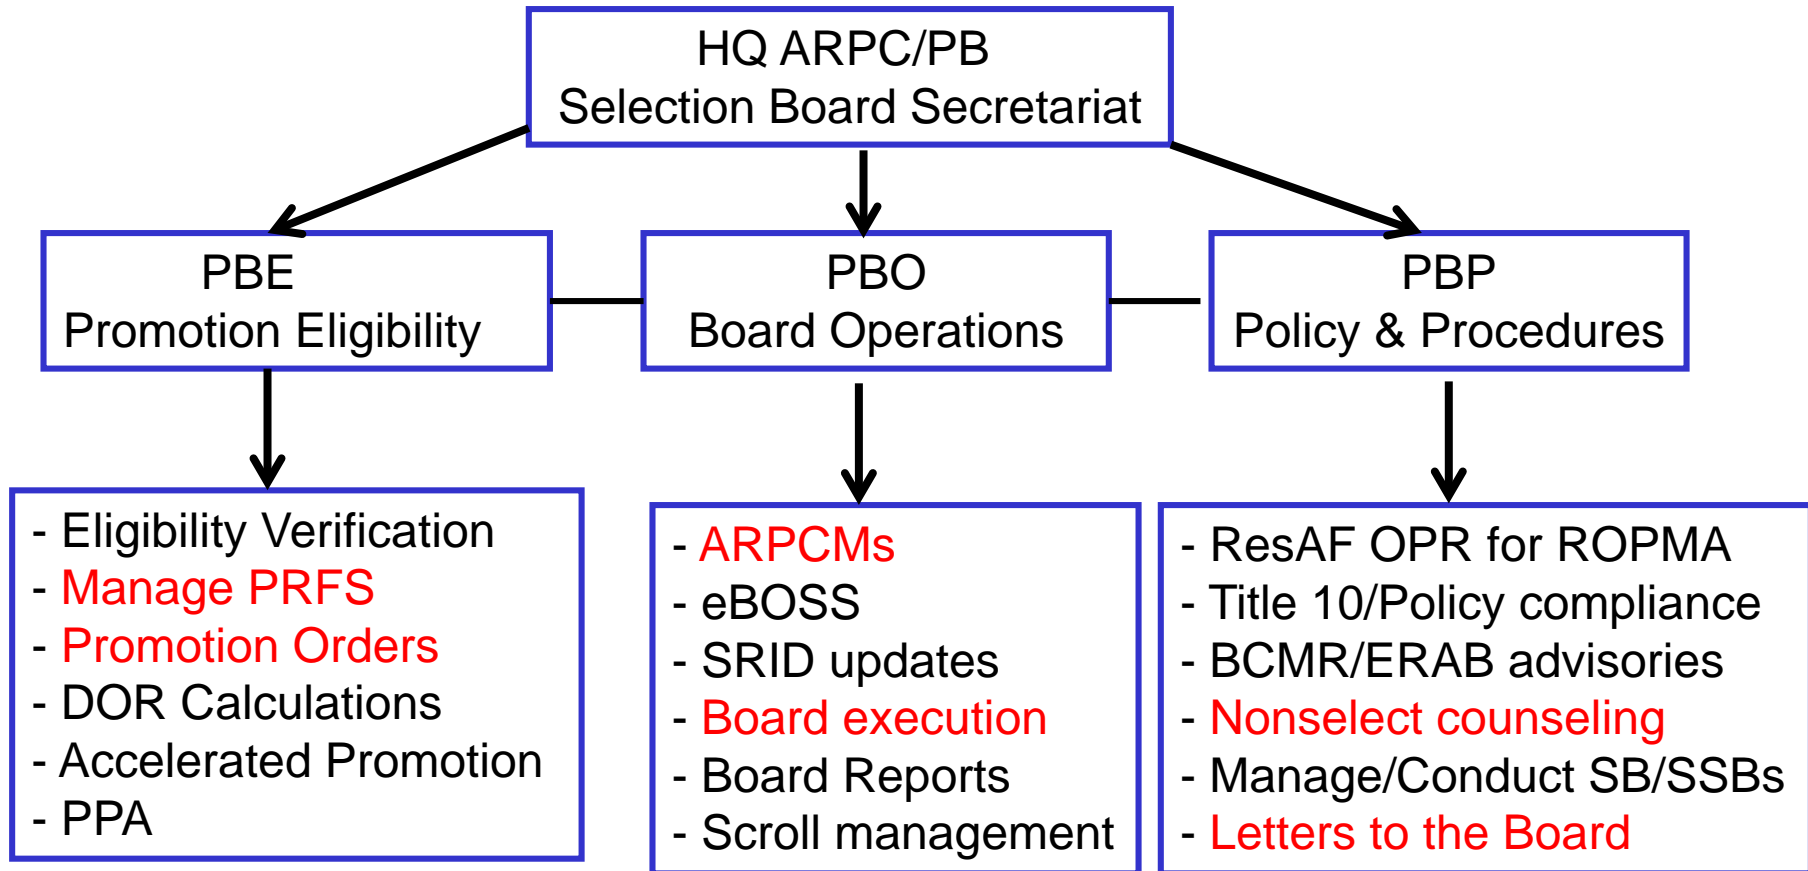 HQ ARPC/PB
Selection Board Secretariat
PBE
Promotion Eligibility
PBO
Board Operations
PBP
Policy & Procedures
- Eligibility Verification
- Manage PRFS
- Promotion Orders
- DOR Calculations
- Accelerated Promotion
- PPA
- ARPCMs
- eBOSS
- SRID updates
- Board execution
- Board Reports
- Scroll management
- ResAF OPR for ROPMA
- Title 10/Policy compliance
- BCMR/ERAB advisories
- Nonselect counseling
- Manage/Conduct SB/SSBs
- Letters to the Board